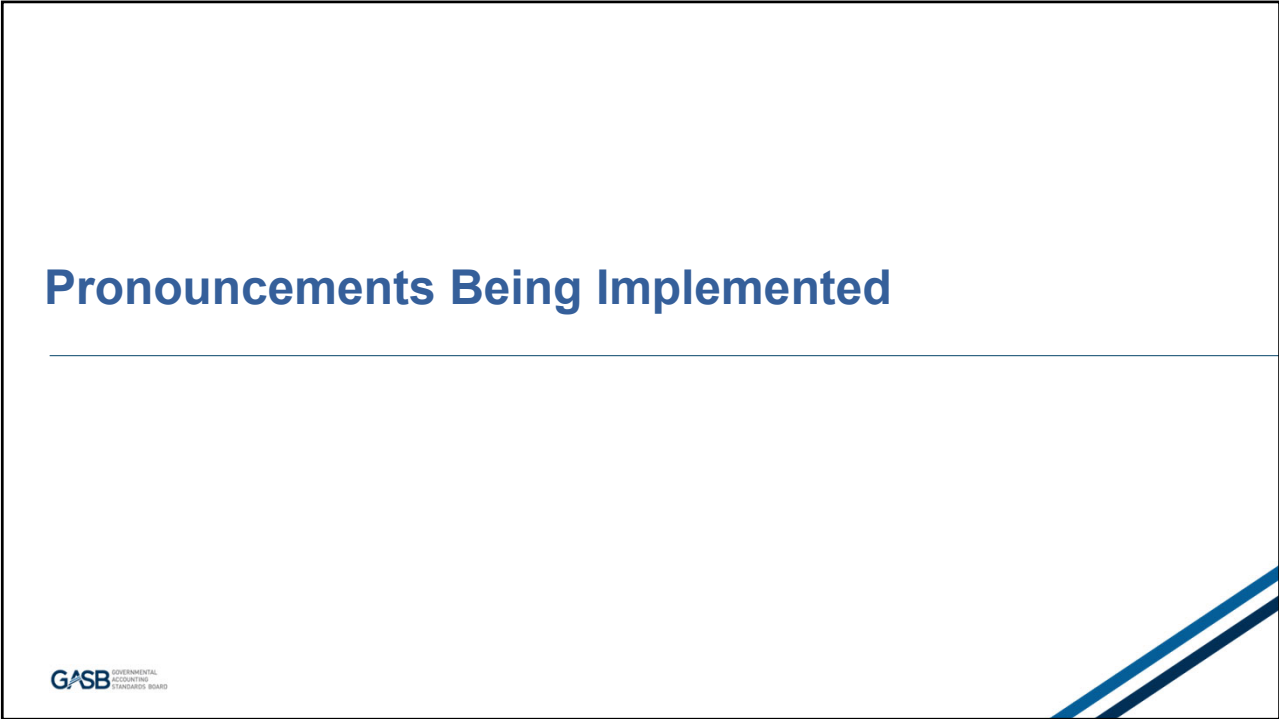 Pronouncements Being Implemented
GASB
GOVERNMENTAL
ACCOUNTING
STANDARDS BOARD